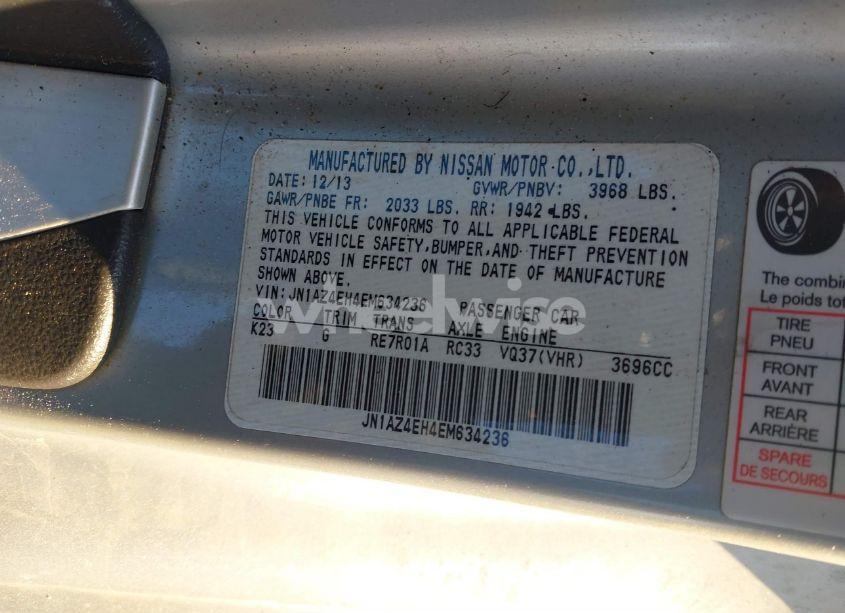 MANUFACTURED BY NISSAN MOTOR CO.,LTD.
DATE: 12/13 GVWR/PNBV: 3968 LBS.
GAWR/PNBE FR: 2033 LBS. RR: 1942 LBS.
THIS VEHICLE CONFORMS TO ALL APPLICABLE FEDERAL
MOTOR VEHICLE SAFETY, BUMPER, AND THEFT PREVENTION
STANDARDS IN EFFECT ON THE DATE OF MANUFACTURE
SHOWN ABOVE.
VIN: JN1AZ4EH4EM634236 PASSENGER CAR
COLOR TRIM TRANS AXLE ENGINE
K23 G RE7R01A RC33 VQ37(VHR) 3696CC
JN1AZ4EH4EM634236
wheelwise
The combin
Le poids tot
TIRE
PNEU
FRONT
AVANT
REAR
ARRIÈRE
SPARE
DE SECOURS